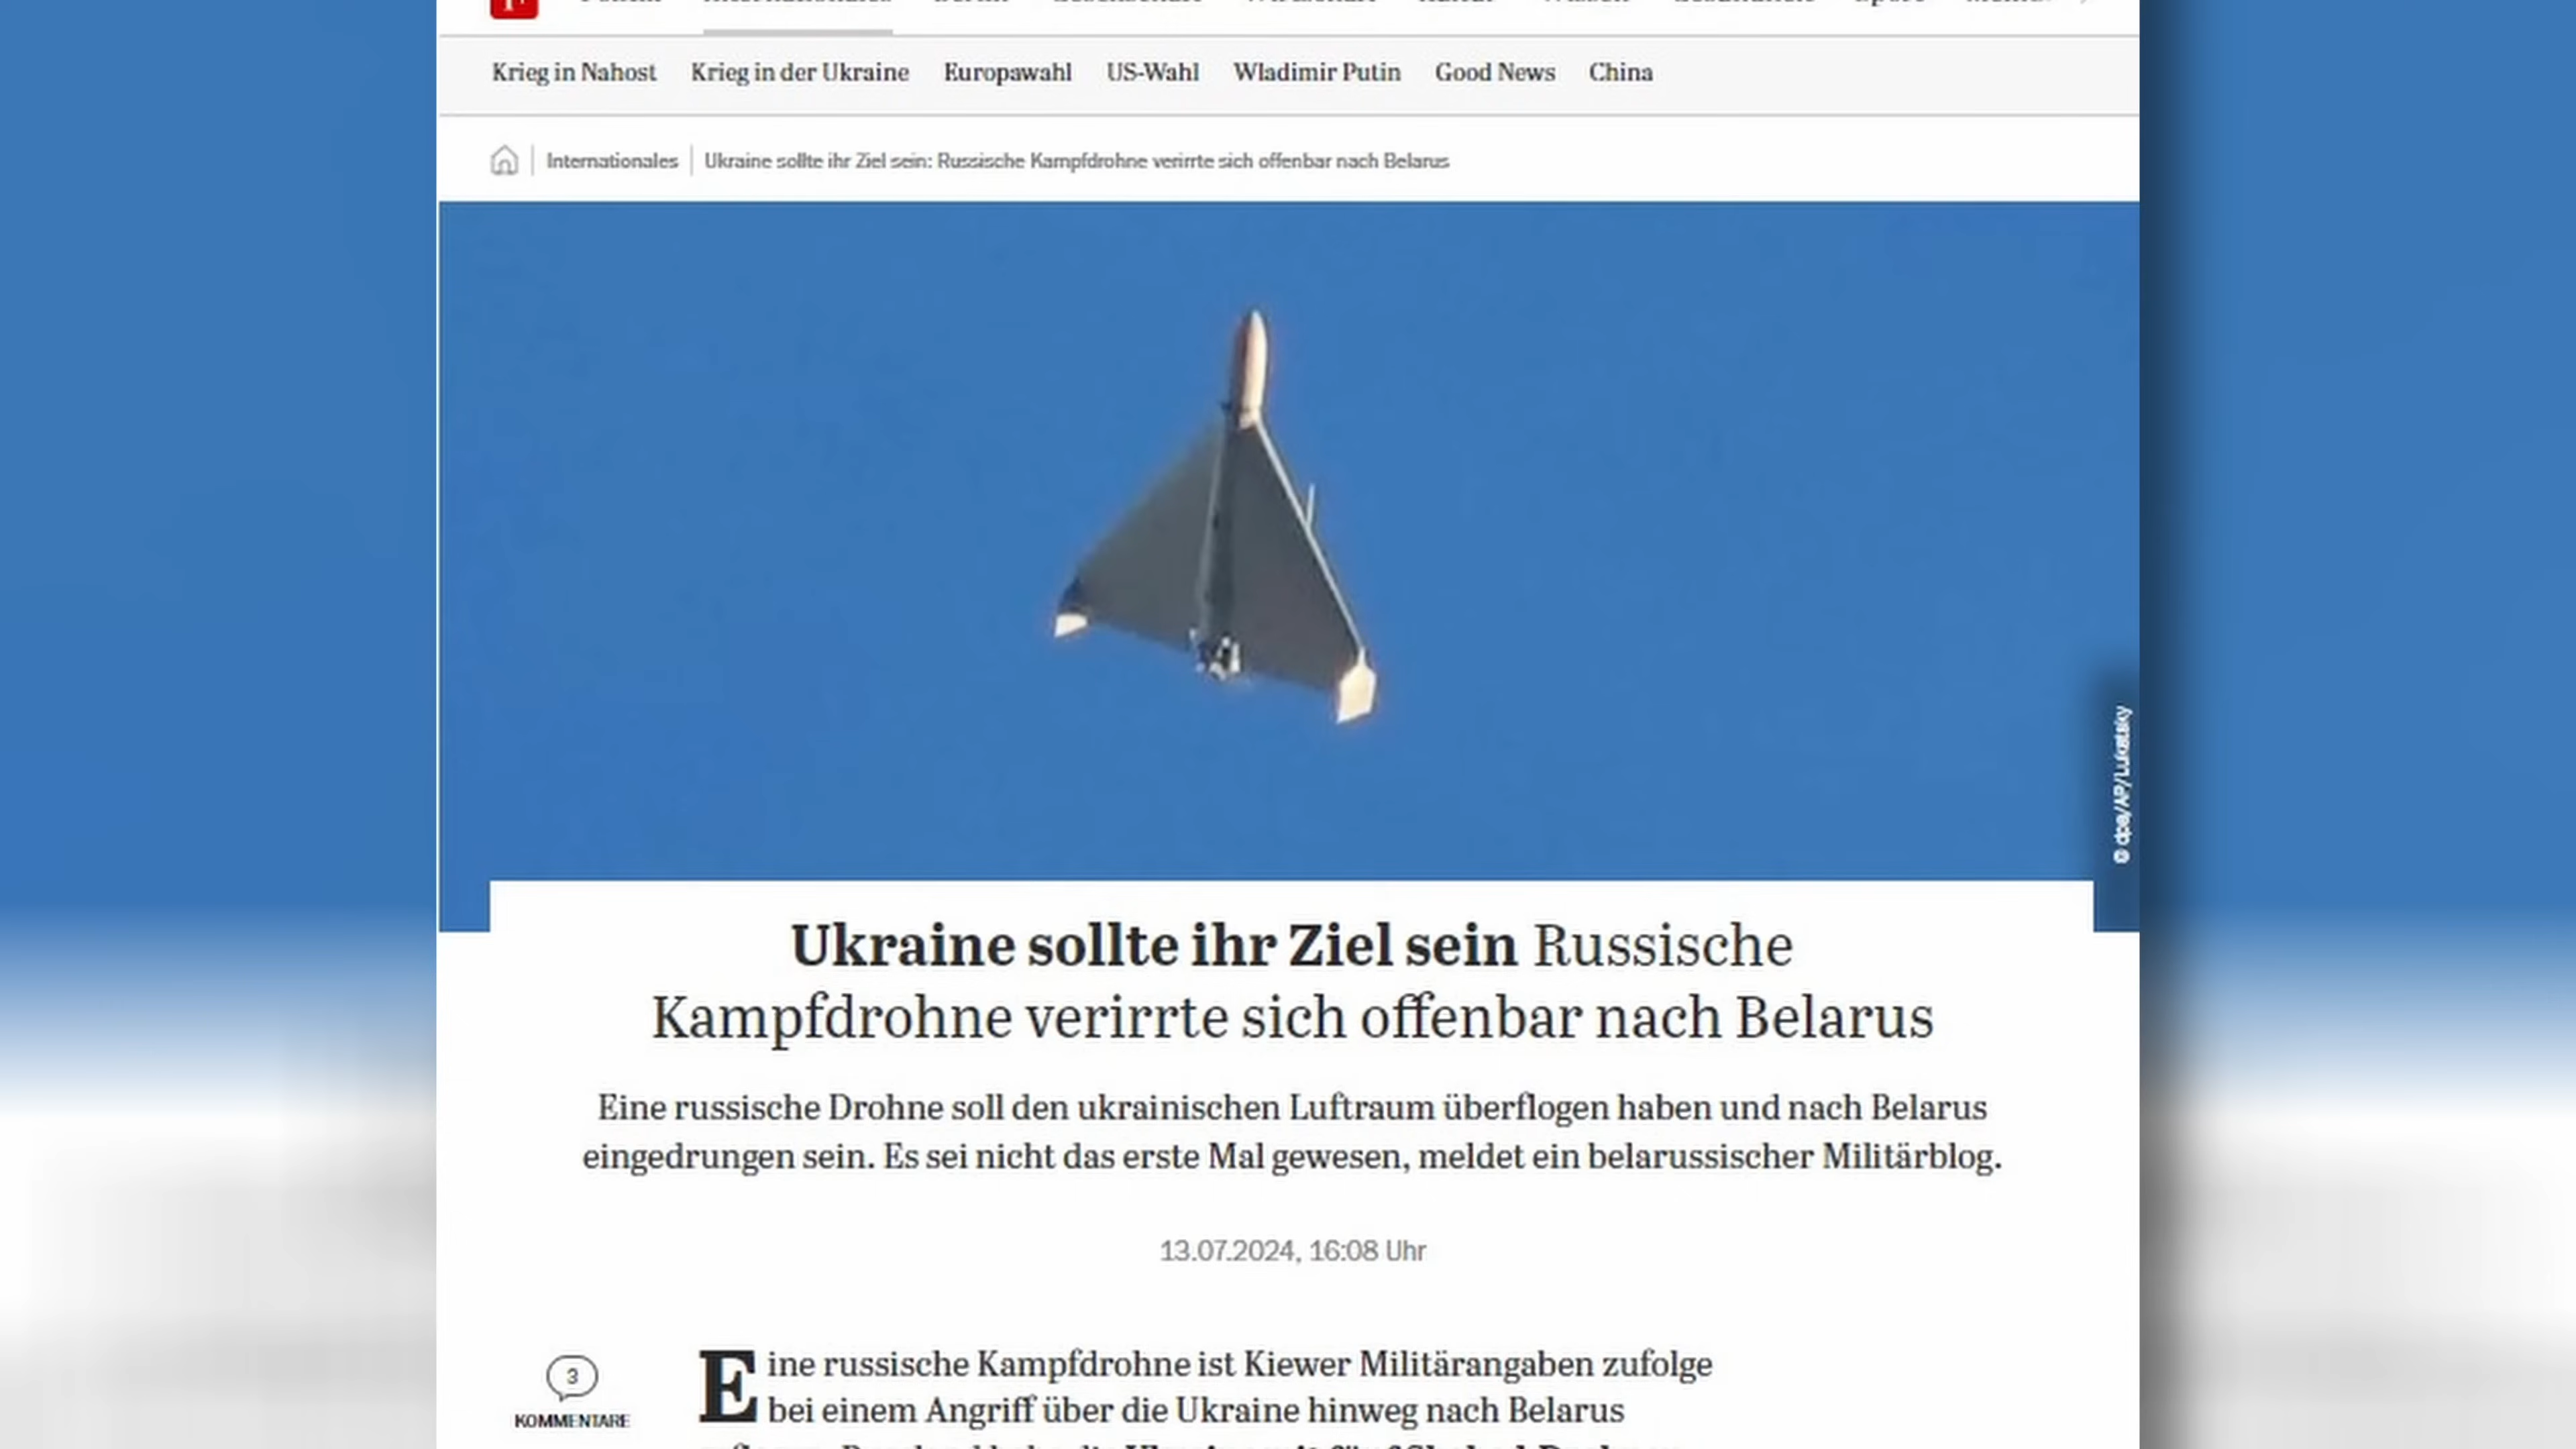 Krieg in Nahost Krieg in der Ukraine Europawahl US-Wahl Wladimir Putin Good News China
Internationales Ukraine sollte ihr Ziel sein: Russische Kampfdrohne verirrte sich offenbar nach Belarus
© dpa/AP/Lukatsky
Ukraine sollte ihr Ziel sein Russische
Kampfdrohne verirrte sich offenbar nach Belarus
Eine russische Drohne soll den ukrainischen Luftraum überflogen haben und nach Belarus
eingedrungen sein. Es sei nicht das erste Mal gewesen, meldet ein belarussischer Militärblog.
13.07.2024, 16:08 Uhr
3
KOMMENTARE
Eine russische Kampfdrohne ist Kiewer Militärangaben zufolge
bei einem Angriff über die Ukraine hinweg nach Belarus